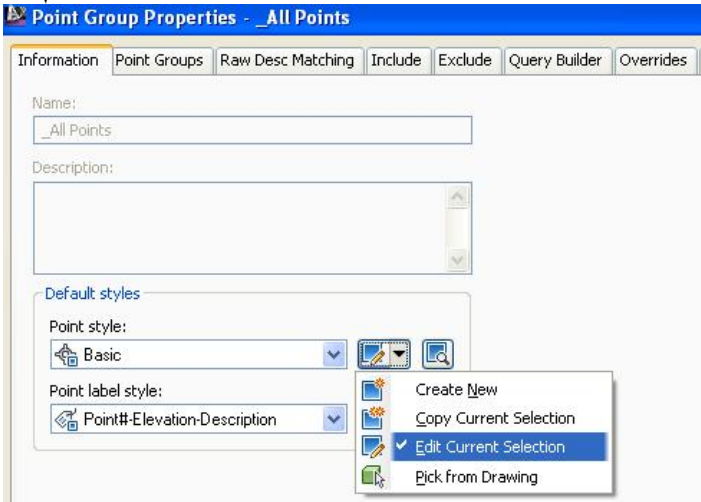 Point Group Properties - _All Points
Information Point Groups Raw Desc Matching Include Exclude Query Builder Overrides
Name:
_All Points
Description:
Default styles
Point style:
Basic
Point label style:
Point#-Elevation-Description
Create New
Copy Current Selection
Edit Current Selection
Pick from Drawing